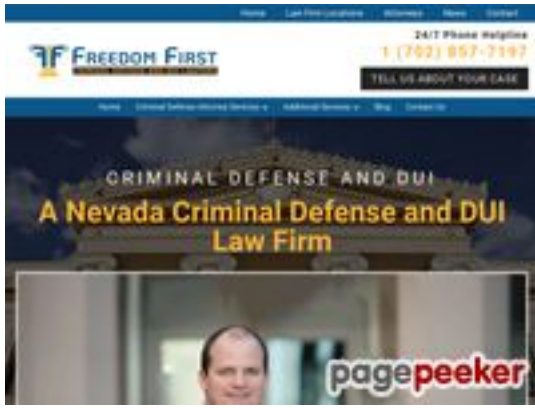 Home Law Firm Locations Attorneys News Contact
24/7 Phone Helpline
FREEDOM FIRST
1 (702) 857-7197
TELL US ABOUT YOUR CASE
Home Criminal Defense Attorney Services Additional Services Blog Contact Us
CRIMINAL DEFENSE AND DUI
A Nevada Criminal Defense and DUI
Law Firm
pagepeeker